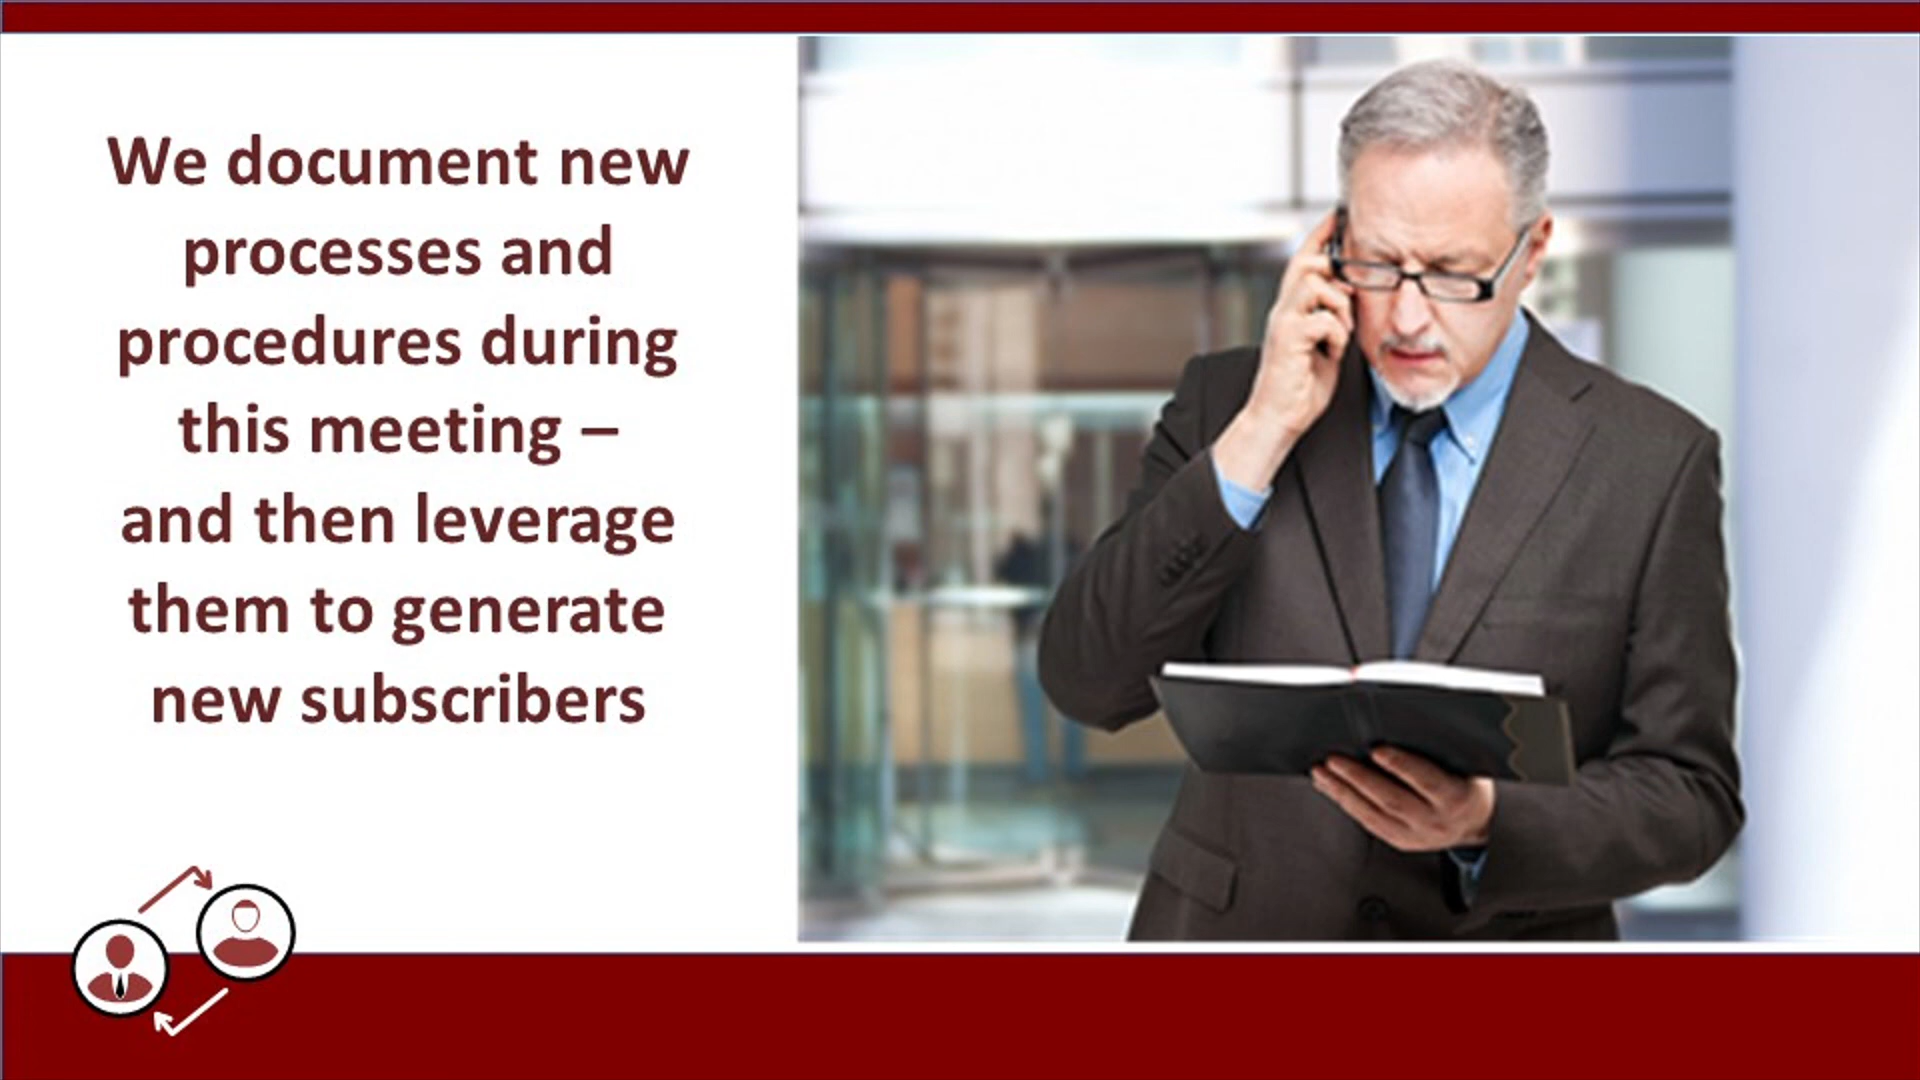 We document new
processes and
procedures during
this meeting –
and then leverage
them to generate
new subscribers